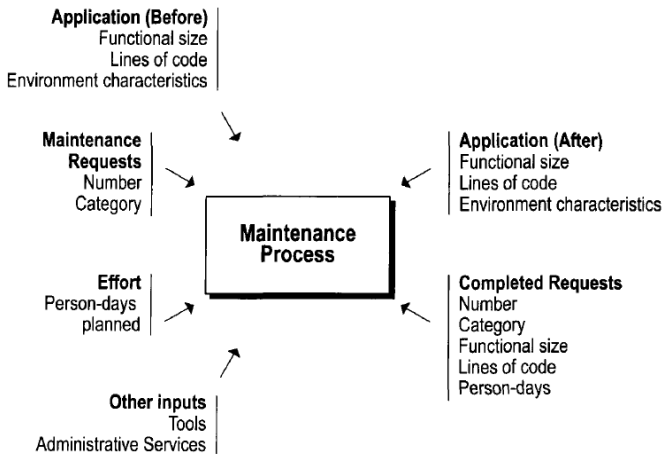 Application (Before)
Functional size
Lines of code
Environment characteristics
Maintenance
Requests
Number
Category
Effort
Person-days
planned
Other inputs
Tools
Administrative Services
Maintenance
Process
Application (After)
Functional size
Lines of code
Environment characteristics
Completed Requests
Number
Category
Functional size
Lines of code
Person-days